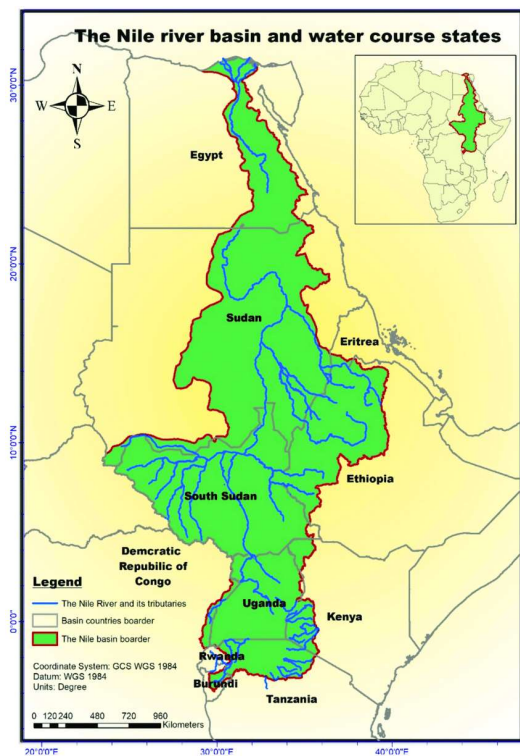 The Nile river basin and water course states
N
W E
S
30°0'0"N
Egypt
20°0'0"N
Sudan
Eritrea
10°0'0"N
Ethiopia
South Sudan
Demcratic
Republic of
Congo
Legend
The Nile River and its tributaries
Basin countries boarder
The Nile basin boarder
Uganda
Kenya
0°0'0"
Rwanda
Burundi
Tanzania
Coordinate System: GCS WGS 1984
Datum: WGS 1984
Units: Degree
0 120 240 480 720 960
Kilometers
20°0'0"E 30°0'0"E 40°0'0"E